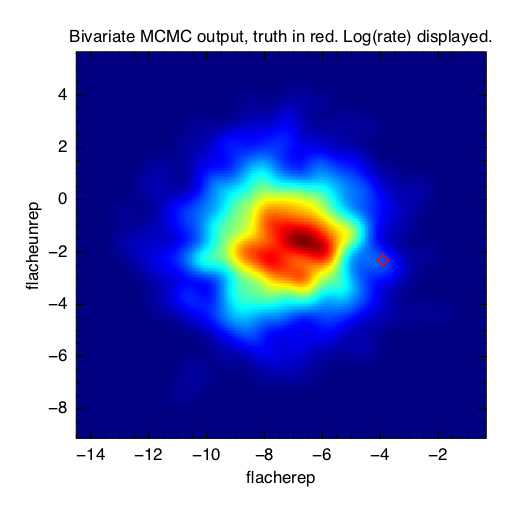 Bivariate MCMC output, truth in red. Log(rate) displayed.
4
2
0
−2
−4
−6
−8
flacheunrep
−14 −12 −10 −8 −6 −4 −2
flacherep